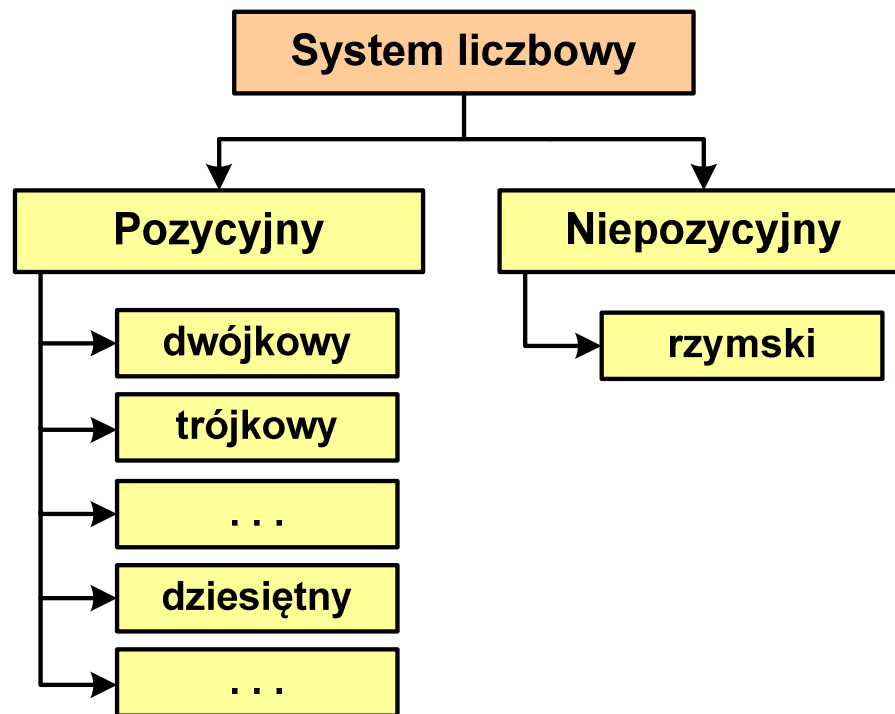 System liczbowy
Pozycyjny
Niepozycyjny
dwójkowy
rzymski
trójkowy
. . .
dziesiętny
. . .